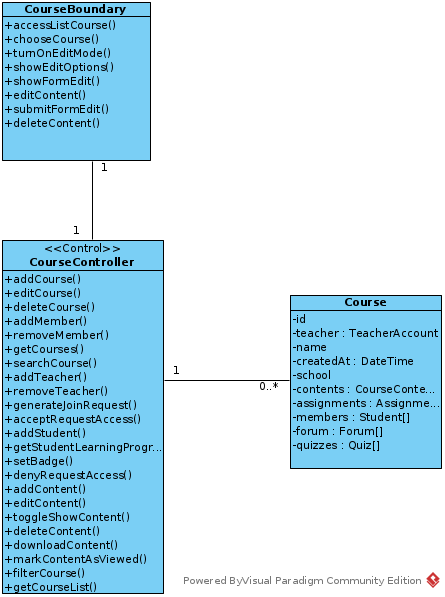 CourseBoundary
+accessListCourse()
+chooseCourse()
+turnOnEditMode()
+showEditOptions()
+showFormEdit()
+editContent()
+submitFormEdit()
+deleteContent()
1
1
<<Control>>
CourseController
+addCourse()
+editCourse()
+deleteCourse()
+addMember()
+removeMember()
+getCourses()
+searchCourse()
+addTeacher()
+removeTeacher()
+generateJoinRequest()
+acceptRequestAccess()
+addStudent()
+getStudentLearningProgr...
+setBadge()
+denyRequestAccess()
+addContent()
+editContent()
+toggleShowContent()
+deleteContent()
+downloadContent()
+markContentAsViewed()
+filterCourse()
+getCourseList()
1
0..*
Course
-id
-teacher : TeacherAccount
-name
-createdAt : DateTime
-school
-contents : CourseConte...
-assignments : Assignme...
-members : Student[]
-forum : Forum[]
-quizzes : Quiz[]
Powered ByVisual Paradigm Community Edition